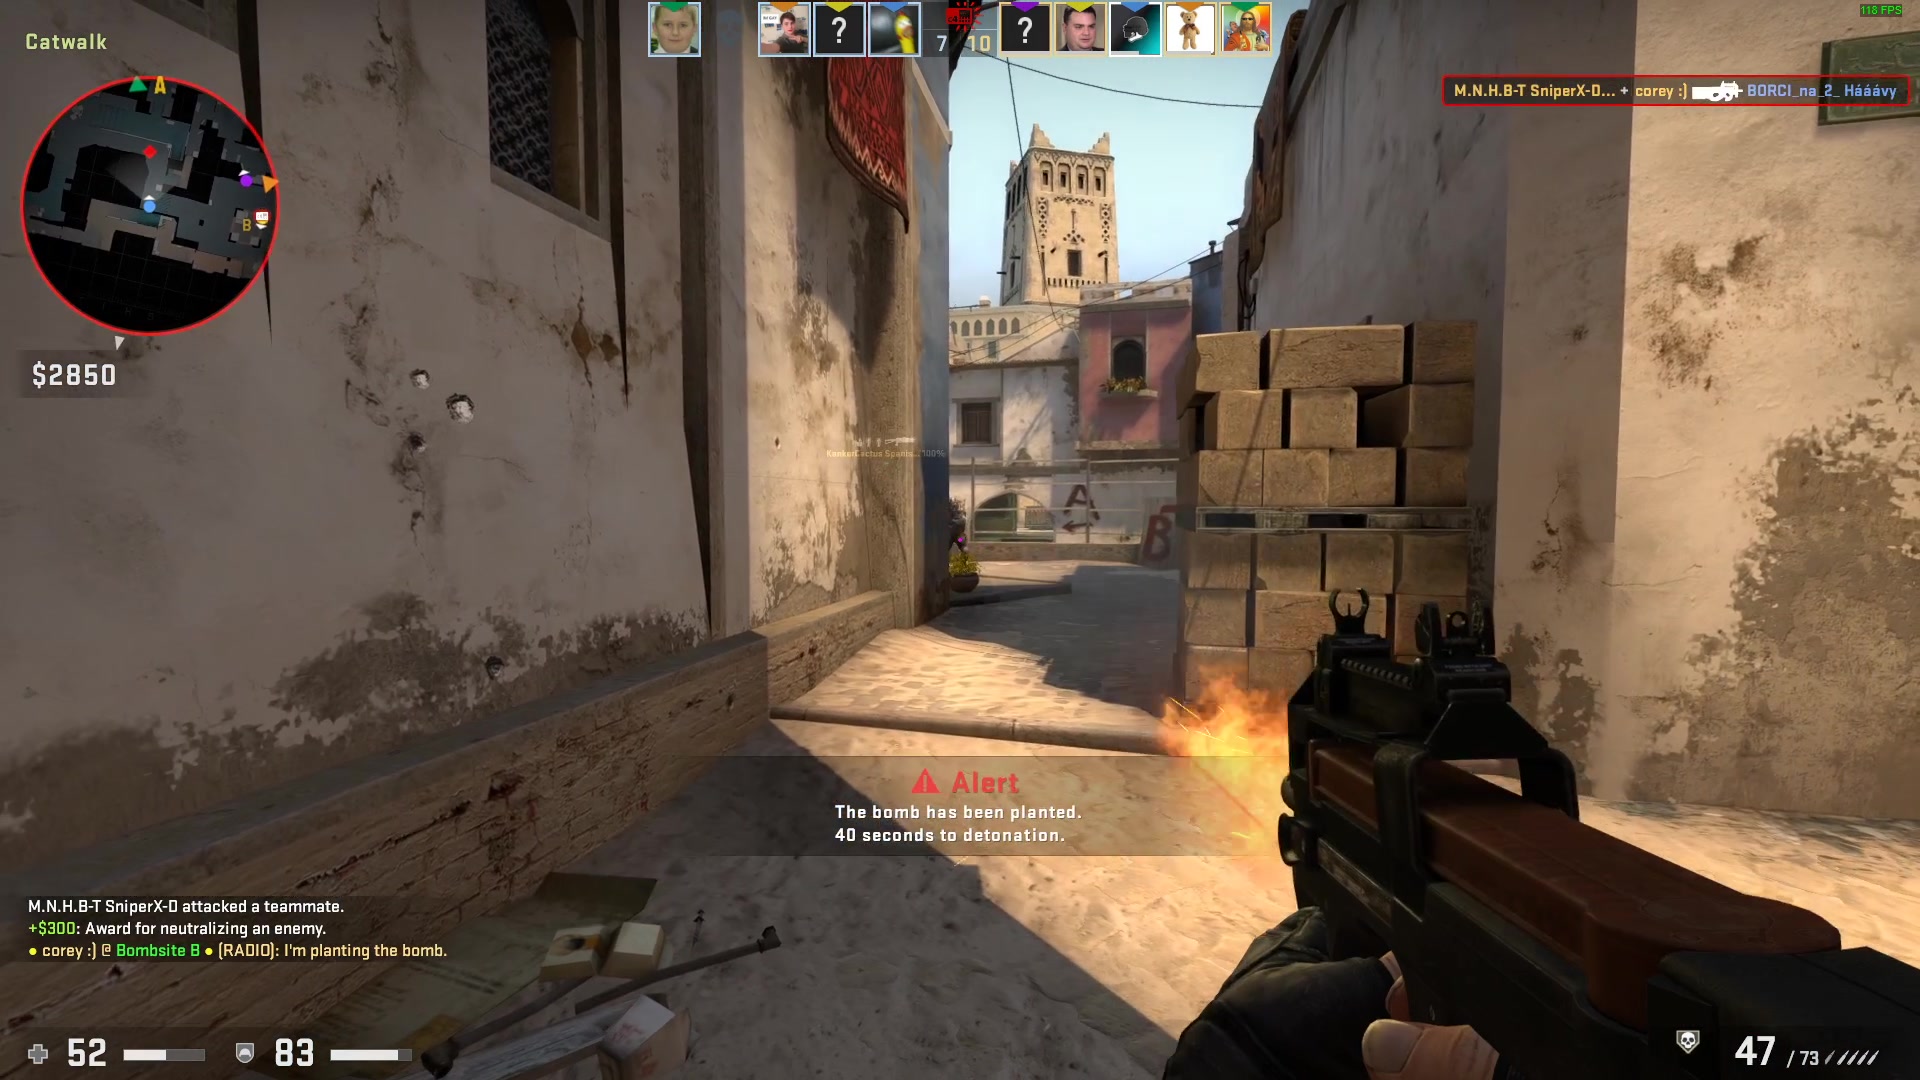 118 FPS
Catwalk
7 10
? ?
A
B
M.N.H.B-T SniperX-D... + corey :) BORCI_na_2_ Hááávy
$2850
100%
A
B
Alert
The bomb has been planted.
40 seconds to detonation.
M.N.H.B-T SniperX-D attacked a teammate.
+$300: Award for neutralizing an enemy.
● corey :) @ Bombsite B ● (RADIO): I'm planting the bomb.
52 83
47 / 73